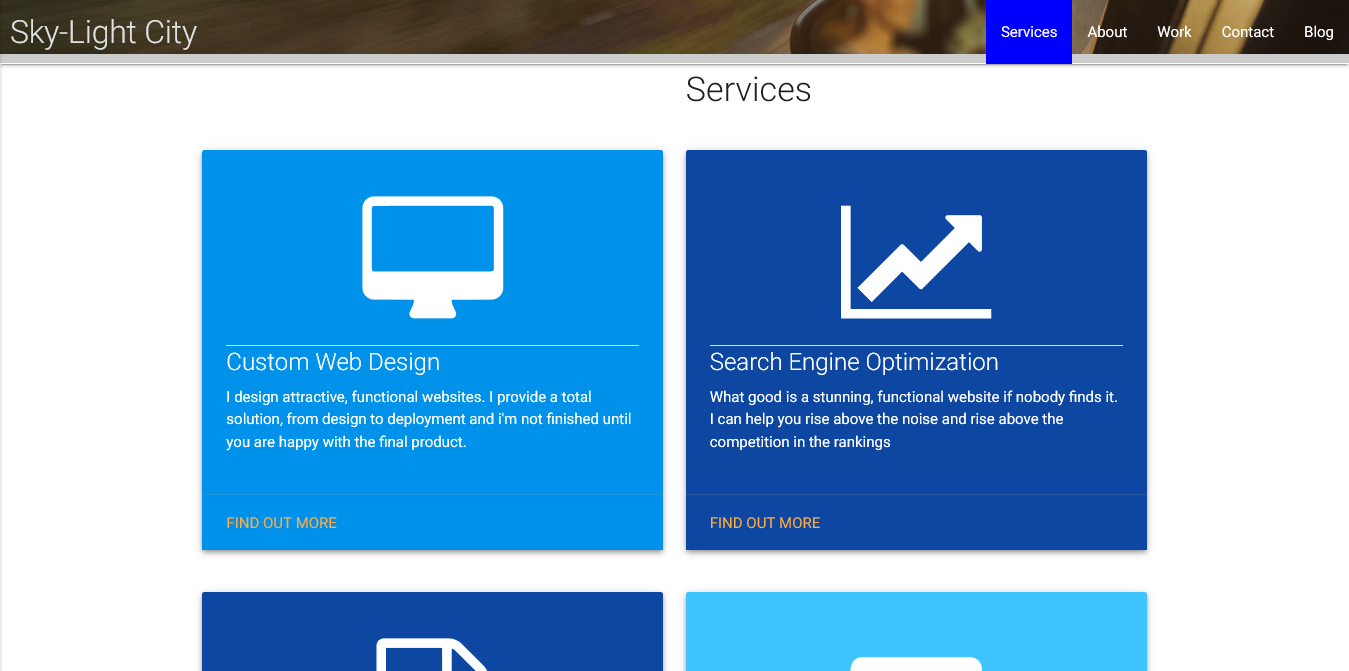 Sky-Light City
Services About Work Contact Blog
Services
Custom Web Design
I design attractive, functional websites. I provide a total
solution, from design to deployment and i'm not finished until
you are happy with the final product.
FIND OUT MORE
Search Engine Optimization
What good is a stunning, functional website if nobody finds it.
I can help you rise above the noise and rise above the
competition in the rankings
FIND OUT MORE